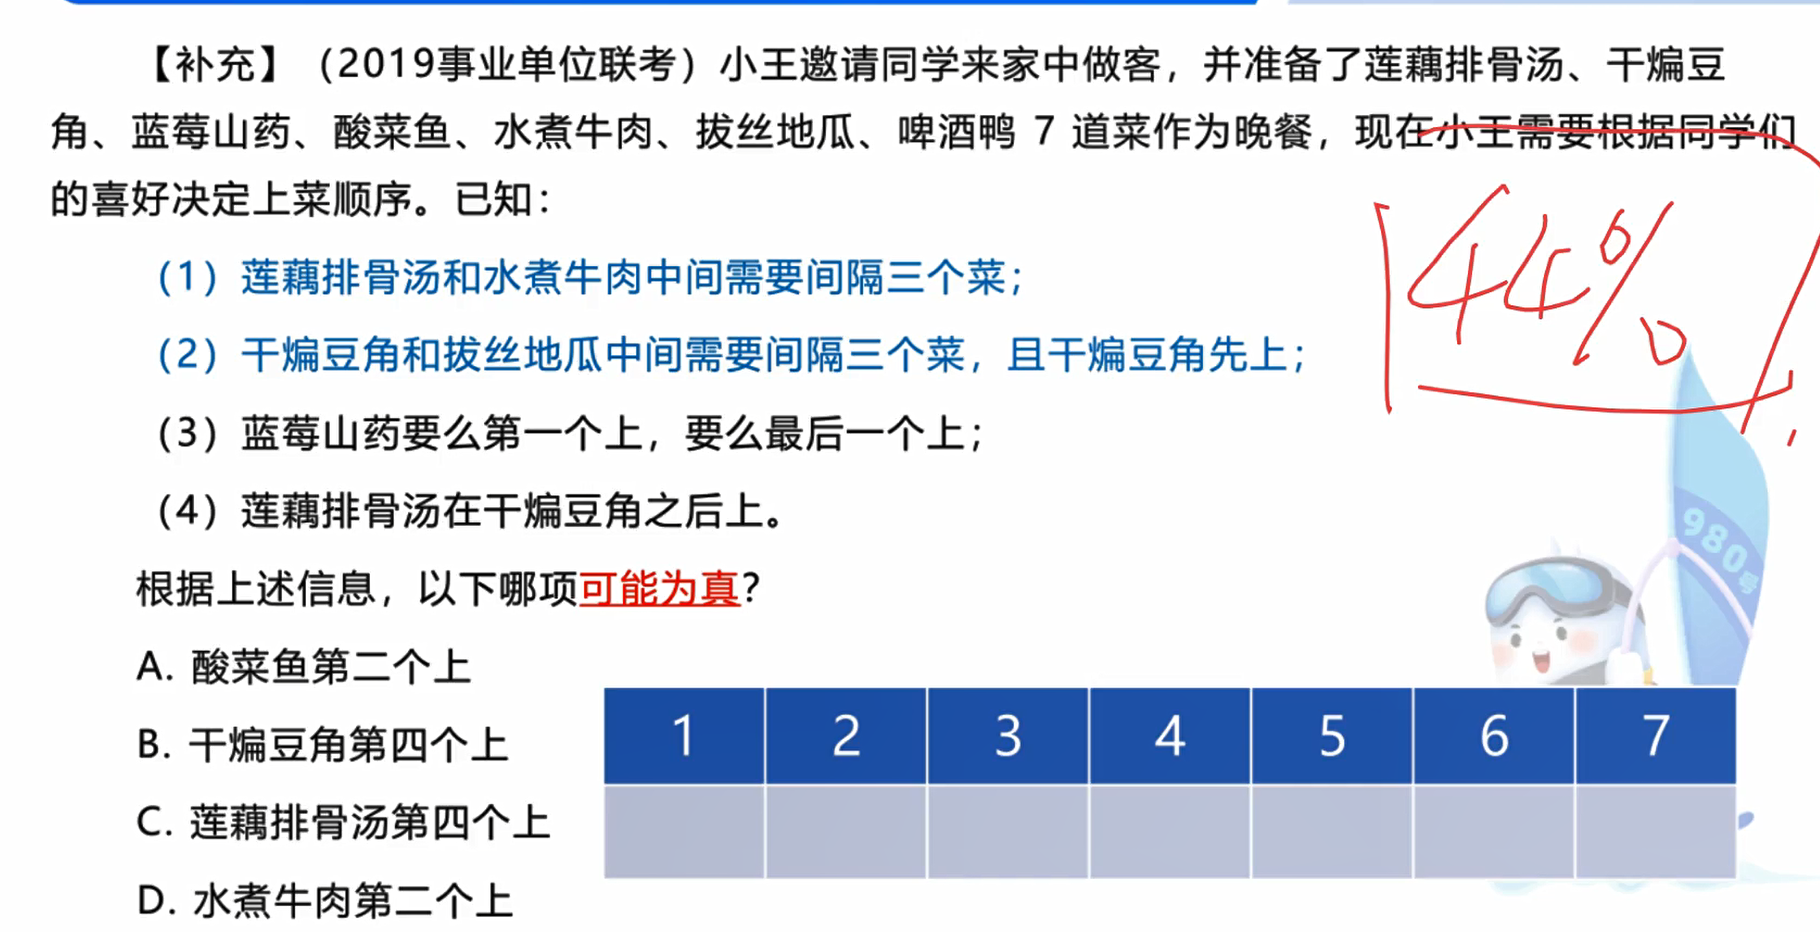 【补充】（2019事业单位联考）小王邀请同学来家中做客，并准备了莲藕排骨汤、干煸豆
角、蓝莓山药、酸菜鱼、水煮牛肉、拔丝地瓜、啤酒鸭 7 道菜作为晚餐，现在小王需要根据同学们
的喜好决定上菜顺序。已知：
（1）莲藕排骨汤和水煮牛肉中间需要间隔三个菜；
（2）干煸豆角和拔丝地瓜中间需要间隔三个菜，且干煸豆角先上；
（3）蓝莓山药要么第一个上，要么最后一个上；
（4）莲藕排骨汤在干煸豆角之后上。
44%
980号
根据上述信息，以下哪项可能为真？
A. 酸菜鱼第二个上
B. 干煸豆角第四个上
C. 莲藕排骨汤第四个上
D. 水煮牛肉第二个上
1 2 3 4 5 6 7